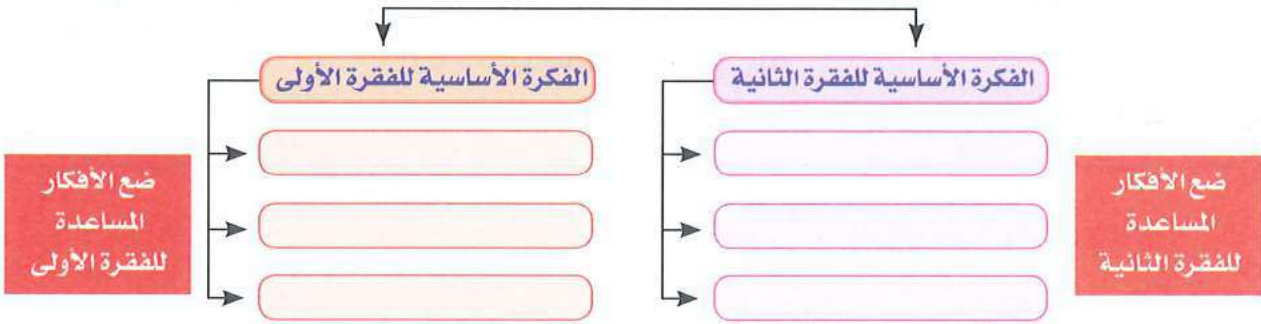 الفكرة الأساسية للفقرة الثانية
الفكرة الأساسية للفقرة الأولى
ضع الأفكار
المساعدة
للفقرة الثانية
ضع الأفكار
المساعدة
للفقرة الأولى